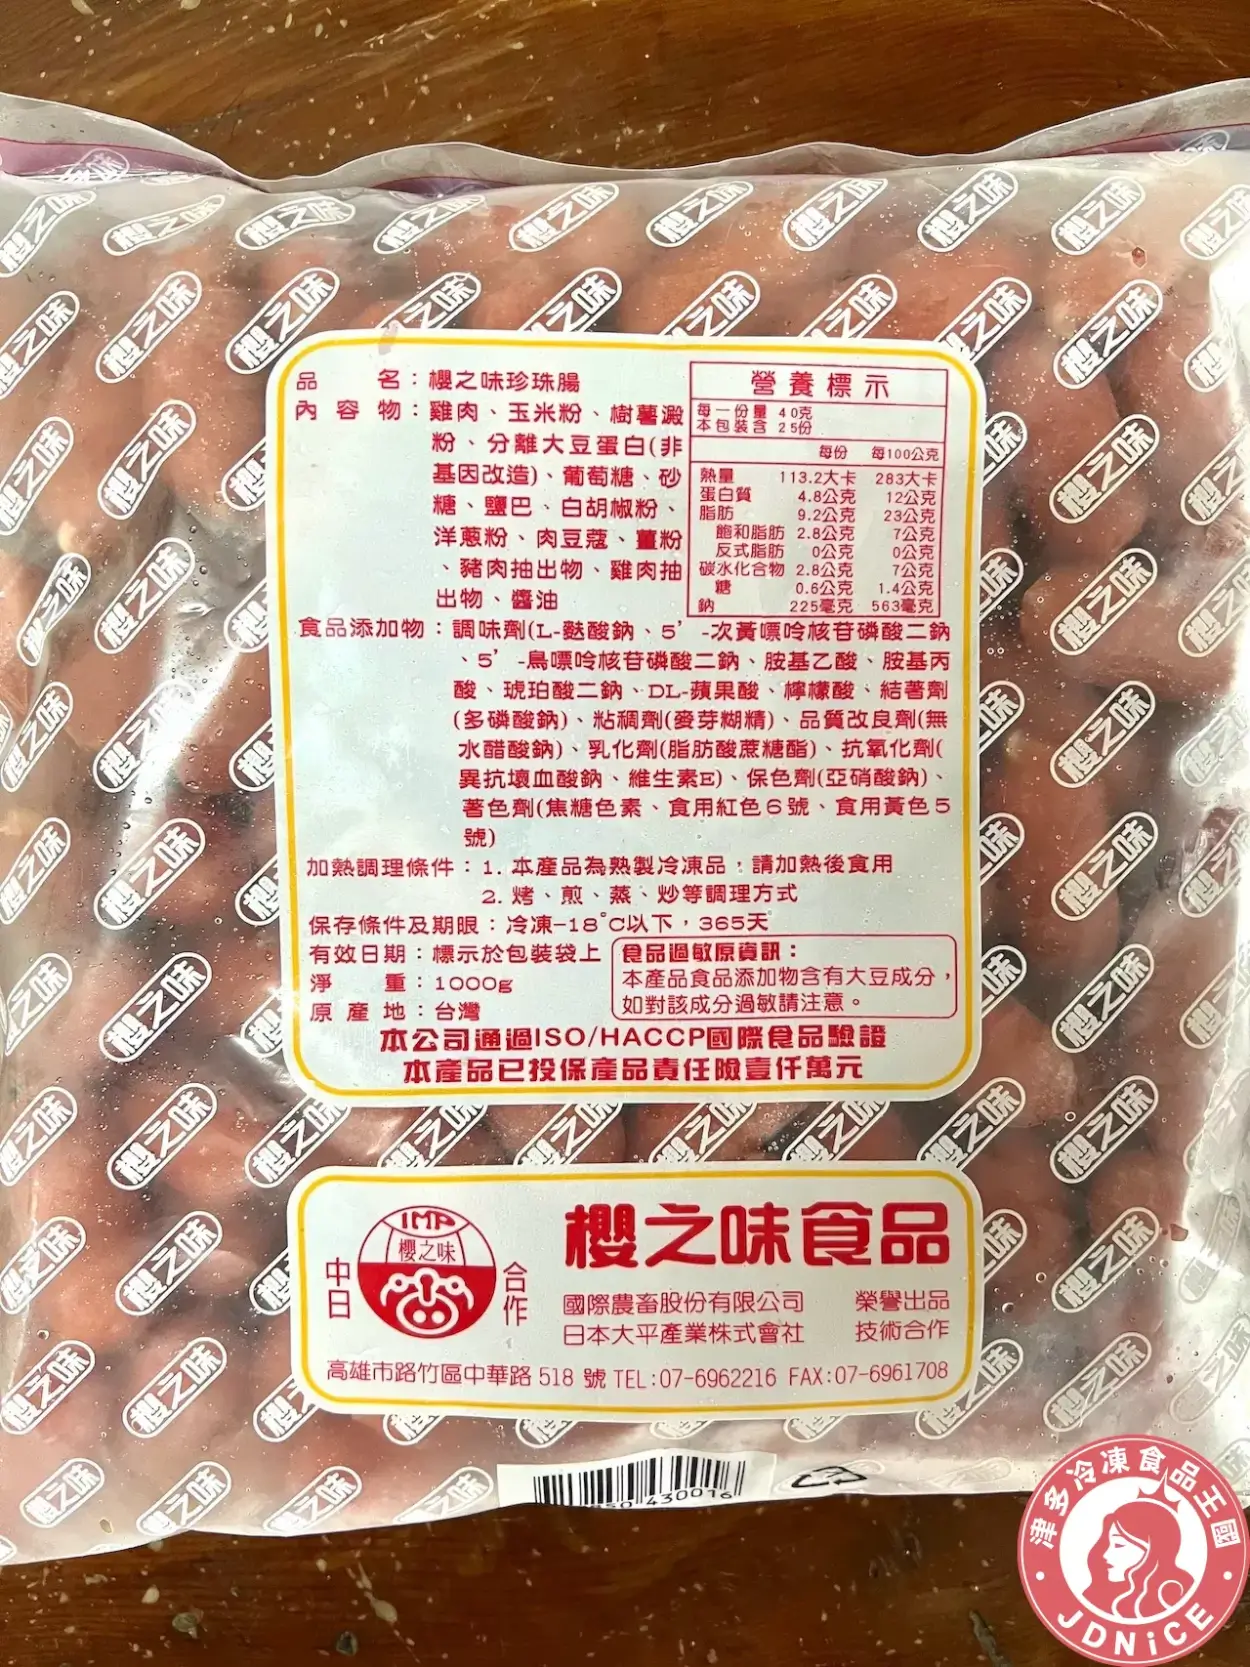 櫻之味
品　　名：櫻之味珍珠腸
內 容 物：雞肉、玉米粉、樹薯澱
粉、分離大豆蛋白(非
基因改造)、葡萄糖、砂
糖、鹽巴、白胡椒粉、
洋蔥粉、肉豆蔻、薑粉
、豬肉抽出物、雞肉抽
出物、醬油
營養標示
每一份量 40克
本包裝含 25份
每份 每100公克
熱量 113.2大卡 283大卡
蛋白質 4.8公克 12公克
脂肪 9.2公克 23公克
飽和脂肪 2.8公克 7公克
反式脂肪 0公克 0公克
碳水化合物 2.8公克 7公克
糖 0.6公克 1.4公克
鈉 225毫克 563毫克
食品添加物：調味劑(L-麩酸鈉、5’-次黃嘌呤核苷磷酸二鈉
、5’-鳥嘌呤核苷磷酸二鈉、胺基乙酸、胺基丙
酸、琥珀酸二鈉、DL-蘋果酸、檸檬酸、結著劑
(多磷酸鈉)、粘稠劑(麥芽糊精)、品質改良劑(無
水醋酸鈉)、乳化劑(脂肪酸蔗糖酯)、抗氧化劑(
異抗壞血酸鈉、維生素E)、保色劑(亞硝酸鈉)、
著色劑(焦糖色素、食用紅色6號、食用黃色5
號)
加熱調理條件：1. 本產品為熟製冷凍品，請加熱後食用
2. 烤、煎、蒸、炒等調理方式
保存條件及期限：冷凍-18°C以下，365天
有效日期：標示於包裝袋上
淨　　重：1000g
原 產 地：台灣
食品過敏原資訊：
本產品食品添加物含有大豆成分，
如對該成分過敏請注意。
本公司通過ISO/HACCP國際食品驗證
本產品已投保產品責任險壹仟萬元
IMP
櫻之味
中日
合作
櫻之味食品
國際農畜股份有限公司 榮譽出品
日本大平產業株式會社 技術合作
高雄市路竹區中華路 518 號 TEL:07-6962216 FAX:07-6961708
430016
津多冷凍食品王國
JDNiCE